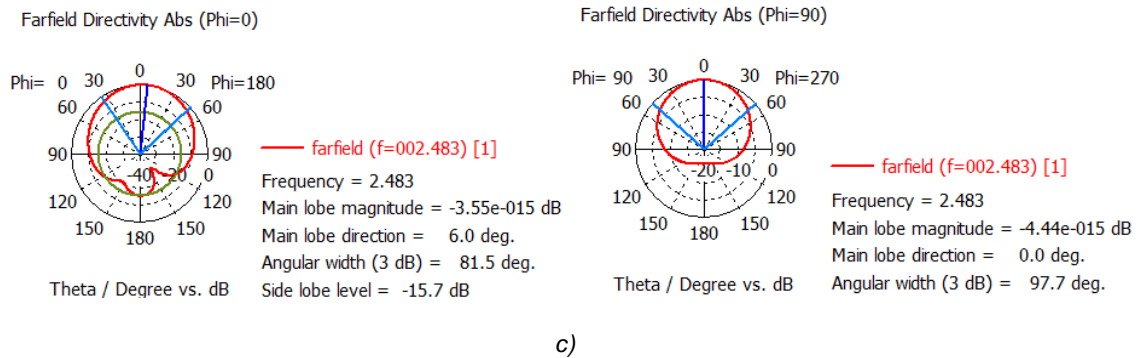 Farfield Directivity Abs (Phi=0)
Phi= 0 30 0 30 Phi=180
60 60
90 90
-40 -20 0
120 120
150 150
180
farfield (f=002.483) [1]
Frequency = 2.483
Main lobe magnitude = -3.55e-015 dB
Main lobe direction = 6.0 deg.
Angular width (3 dB) = 81.5 deg.
Side lobe level = -15.7 dB
Theta / Degree vs. dB
Farfield Directivity Abs (Phi=90)
Phi= 90 30 0 30 Phi=270
60 60
90 90
-20 -10 0
120 120
150 150
180
farfield (f=002.483) [1]
Frequency = 2.483
Main lobe magnitude = -4.44e-015 dB
Main lobe direction = 0.0 deg.
Angular width (3 dB) = 97.7 deg.
Theta / Degree vs. dB
c)